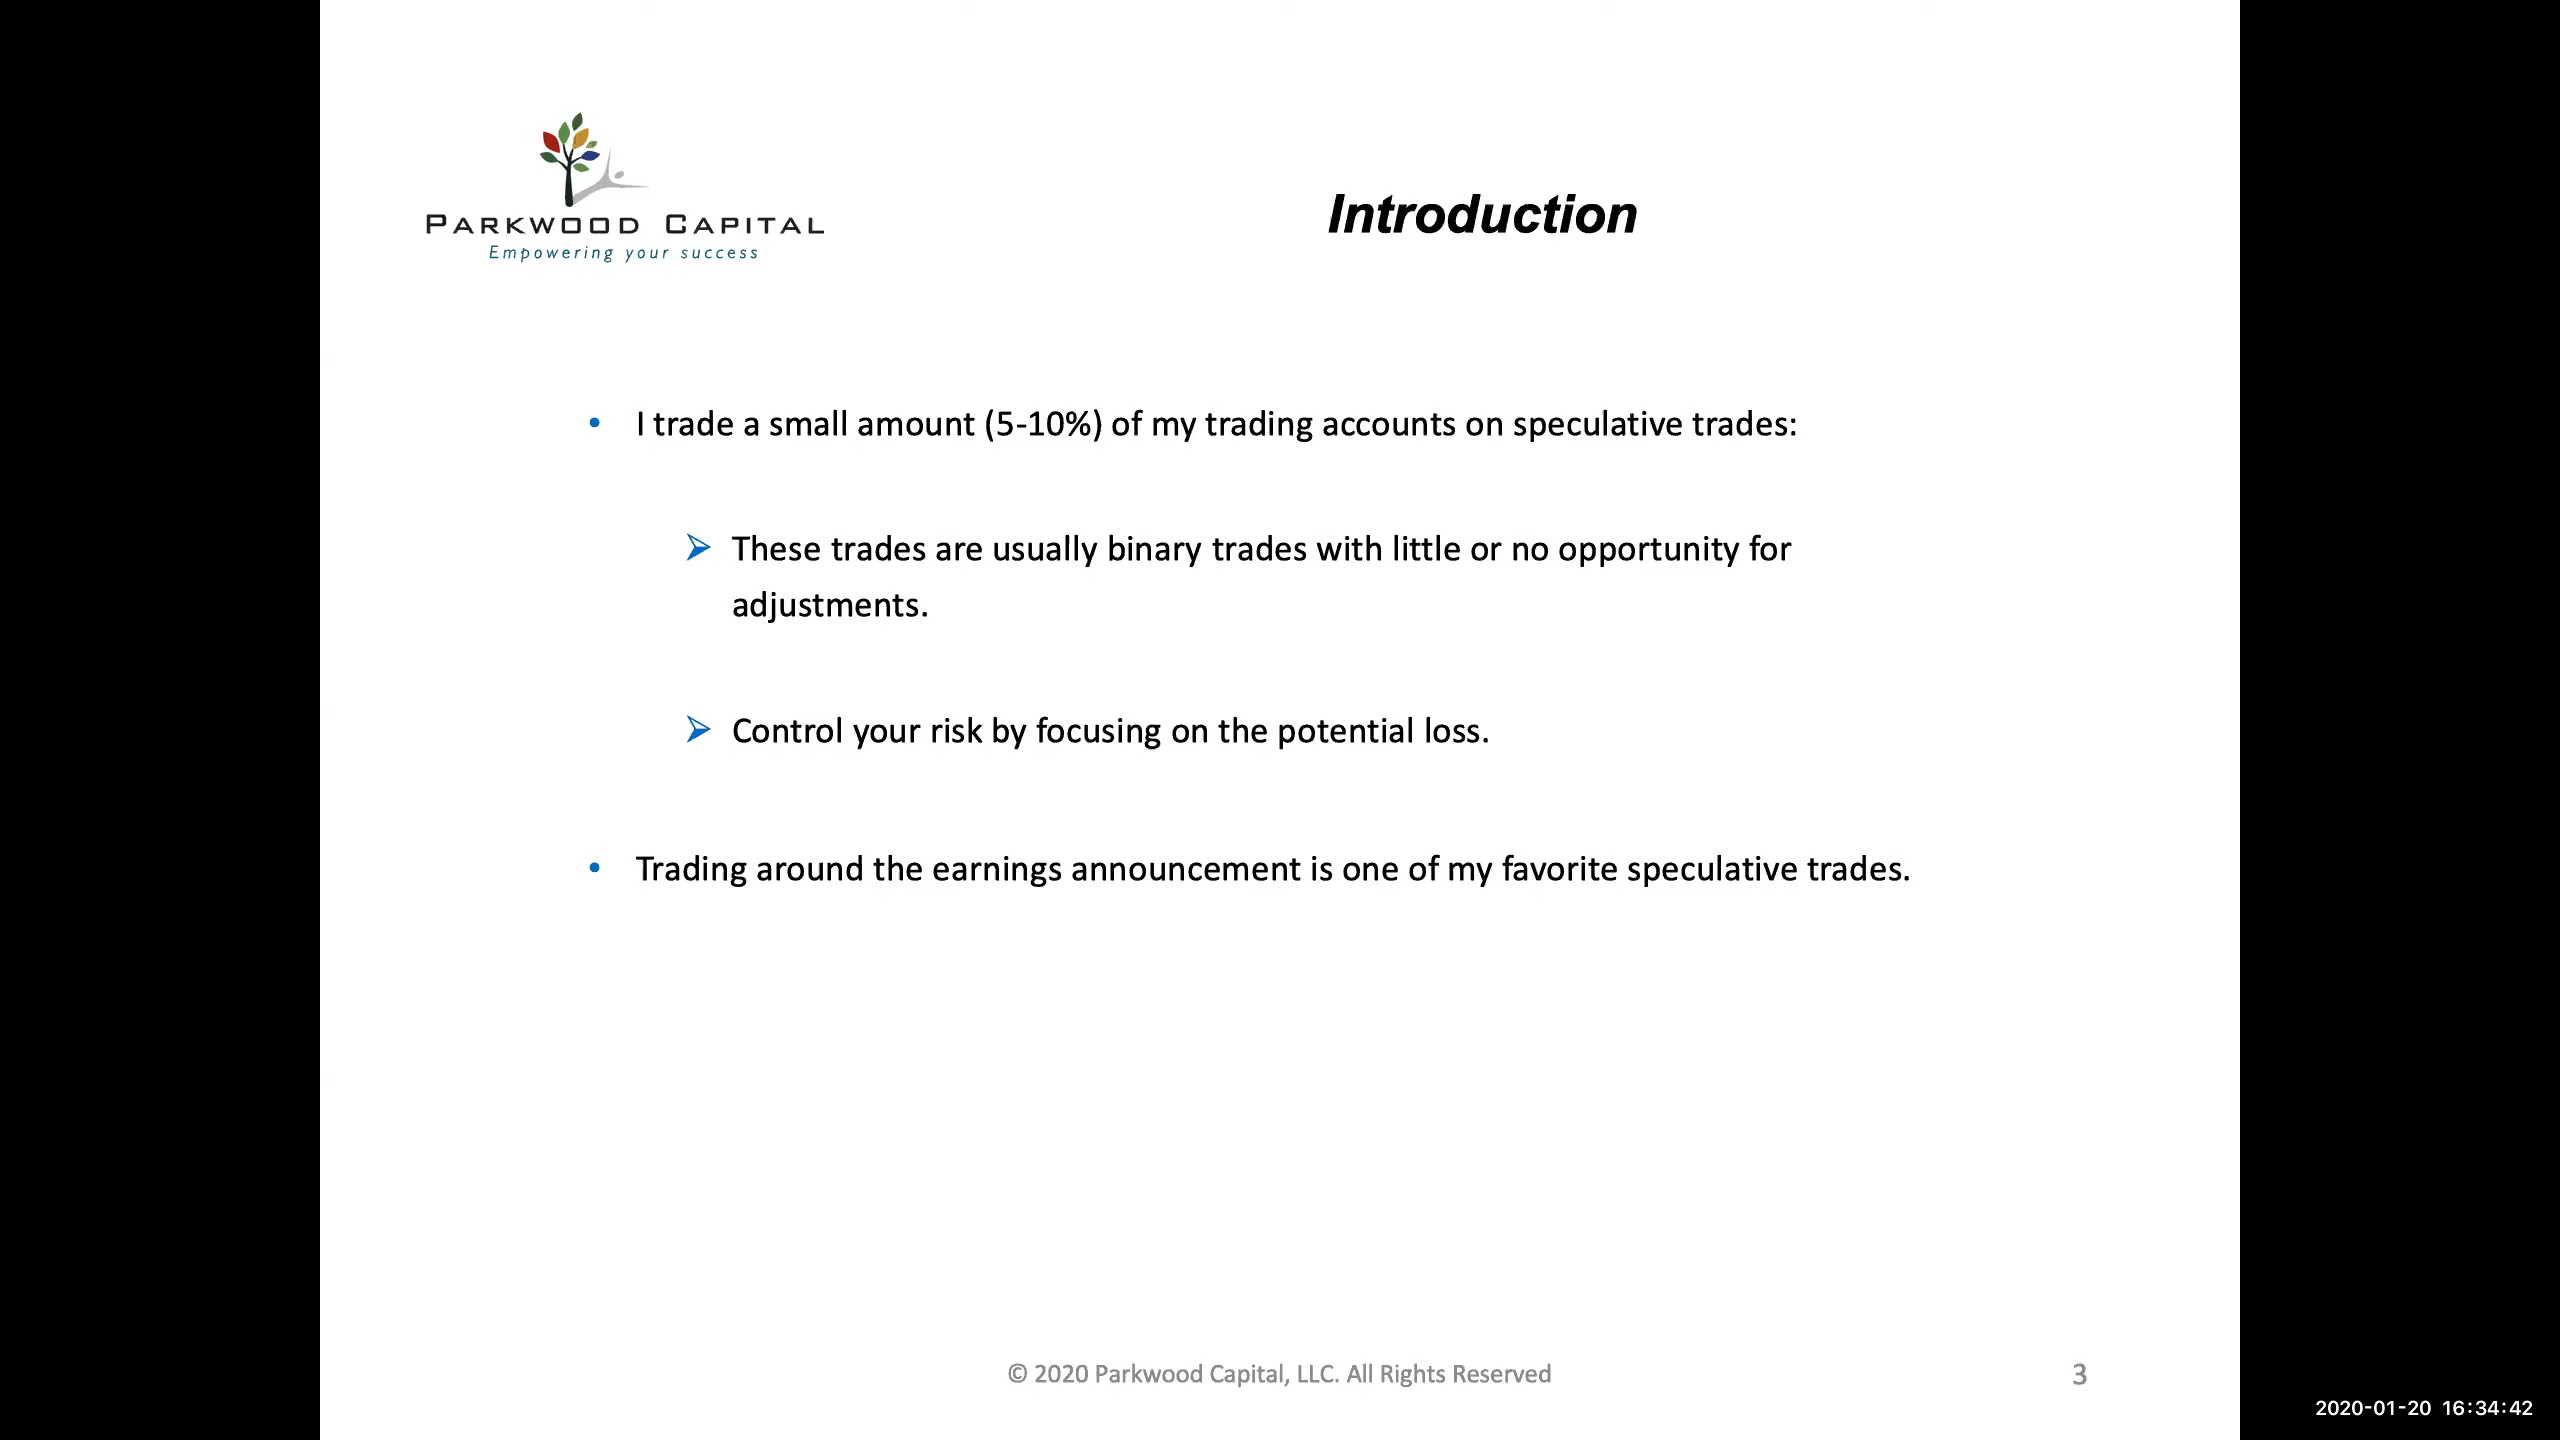 PARKWOOD CAPITAL
Empowering your success
Introduction
• I trade a small amount (5-10%) of my trading accounts on speculative trades:
➢ These trades are usually binary trades with little or no opportunity for
adjustments.
➢ Control your risk by focusing on the potential loss.
• Trading around the earnings announcement is one of my favorite speculative trades.
© 2020 Parkwood Capital, LLC. All Rights Reserved
3
2020-01-20 16:34:42